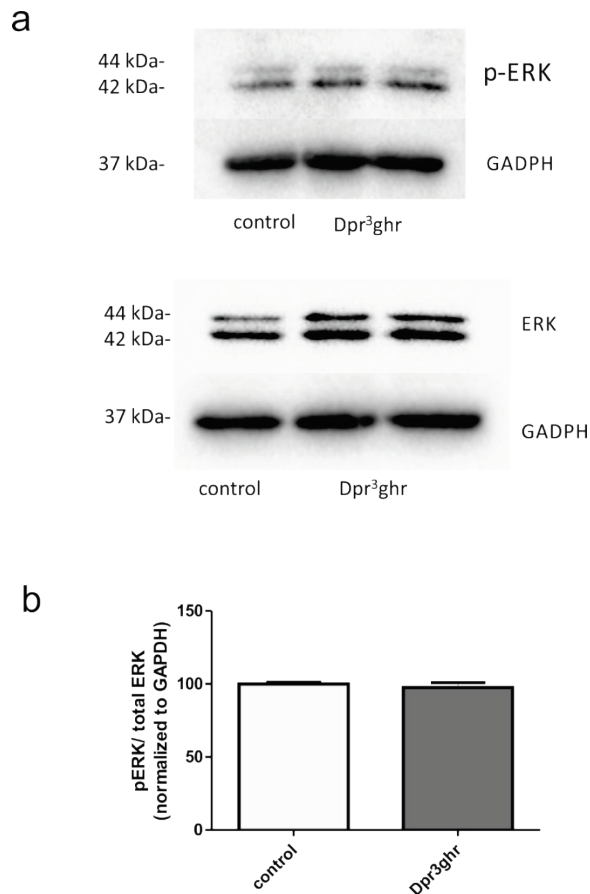 a
44 kDa-
42 kDa-
p-ERK
37 kDa-
GADPH
control Dpr³ghr
44 kDa-
42 kDa-
ERK
37 kDa-
GADPH
control Dpr³ghr
b
pERK/ total ERK
(normalized to GAPDH)
150
100
50
0
control
Dpr3ghr